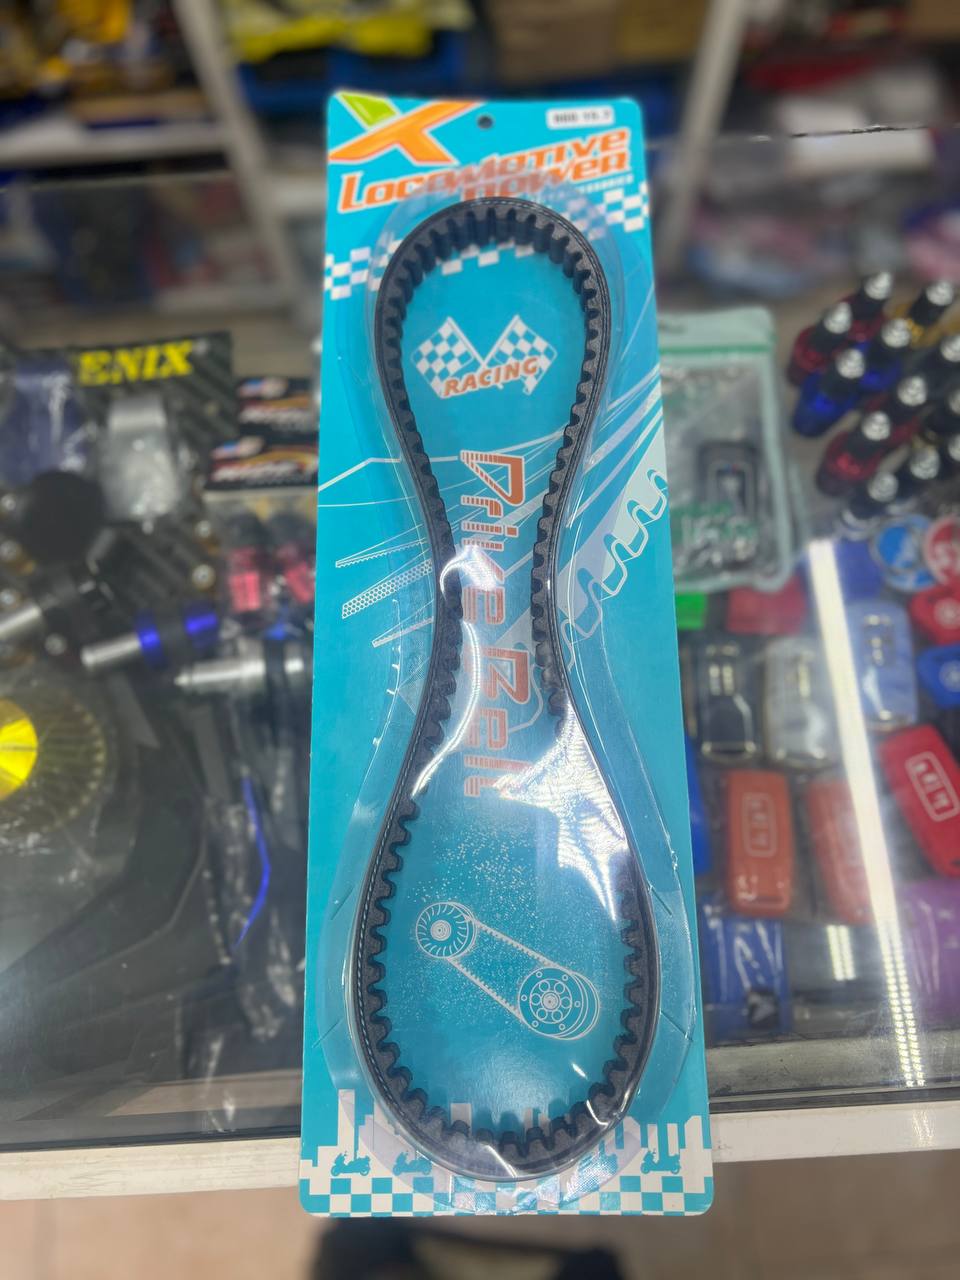 X
LOCOMOTIVE
POWER
RACING
Drive Belt
ENIX